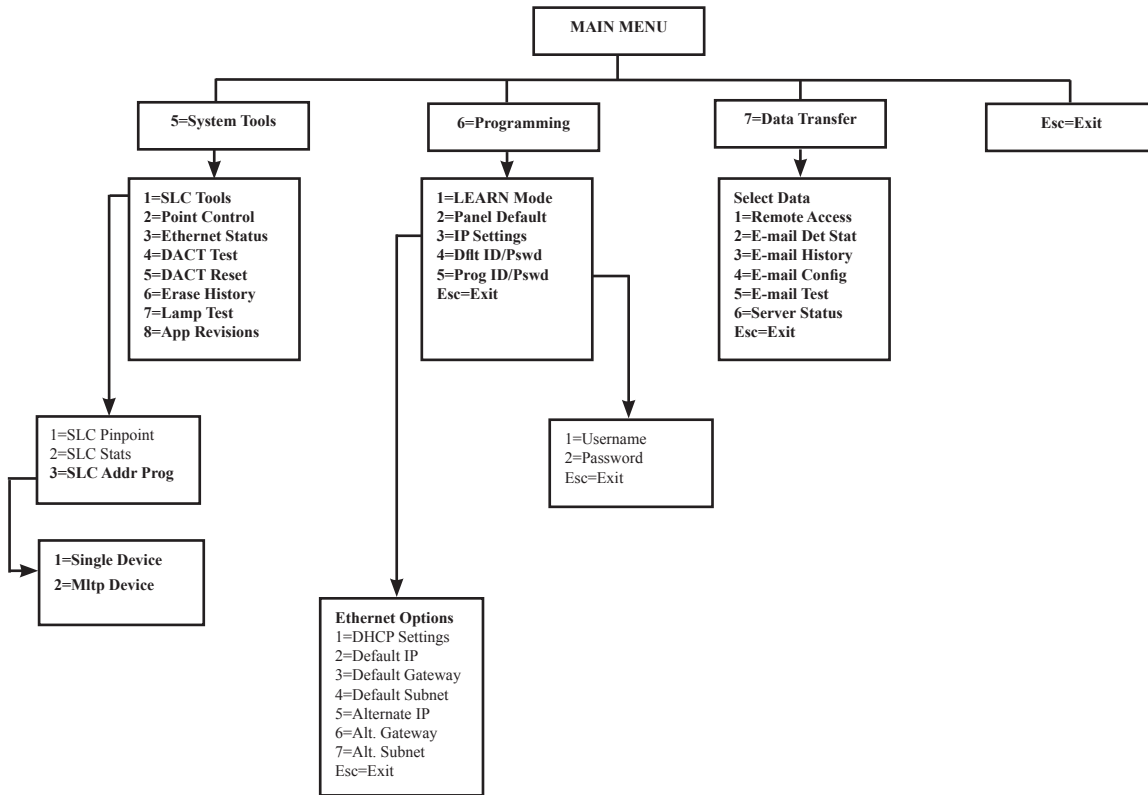 MAIN MENU
5=System Tools
6=Programming
7=Data Transfer
Esc=Exit
1=SLC Tools
2=Point Control
3=Ethernet Status
4=DACT Test
5=DACT Reset
6=Erase History
7=Lamp Test
8=App Revisions
1=LEARN Mode
2=Panel Default
3=IP Settings
4=Dflt ID/Pswd
5=Prog ID/Pswd
Esc=Exit
Select Data
1=Remote Access
2=E-mail Det Stat
3=E-mail History
4=E-mail Config
5=E-mail Test
6=Server Status
Esc=Exit
1=SLC Pinpoint
2=SLC Stats
3=SLC Addr Prog
1=Username
2=Password
Esc=Exit
1=Single Device
2=Mltp Device
Ethernet Options
1=DHCP Settings
2=Default IP
3=Default Gateway
4=Default Subnet
5=Alternate IP
6=Alt. Gateway
7=Alt. Subnet
Esc=Exit